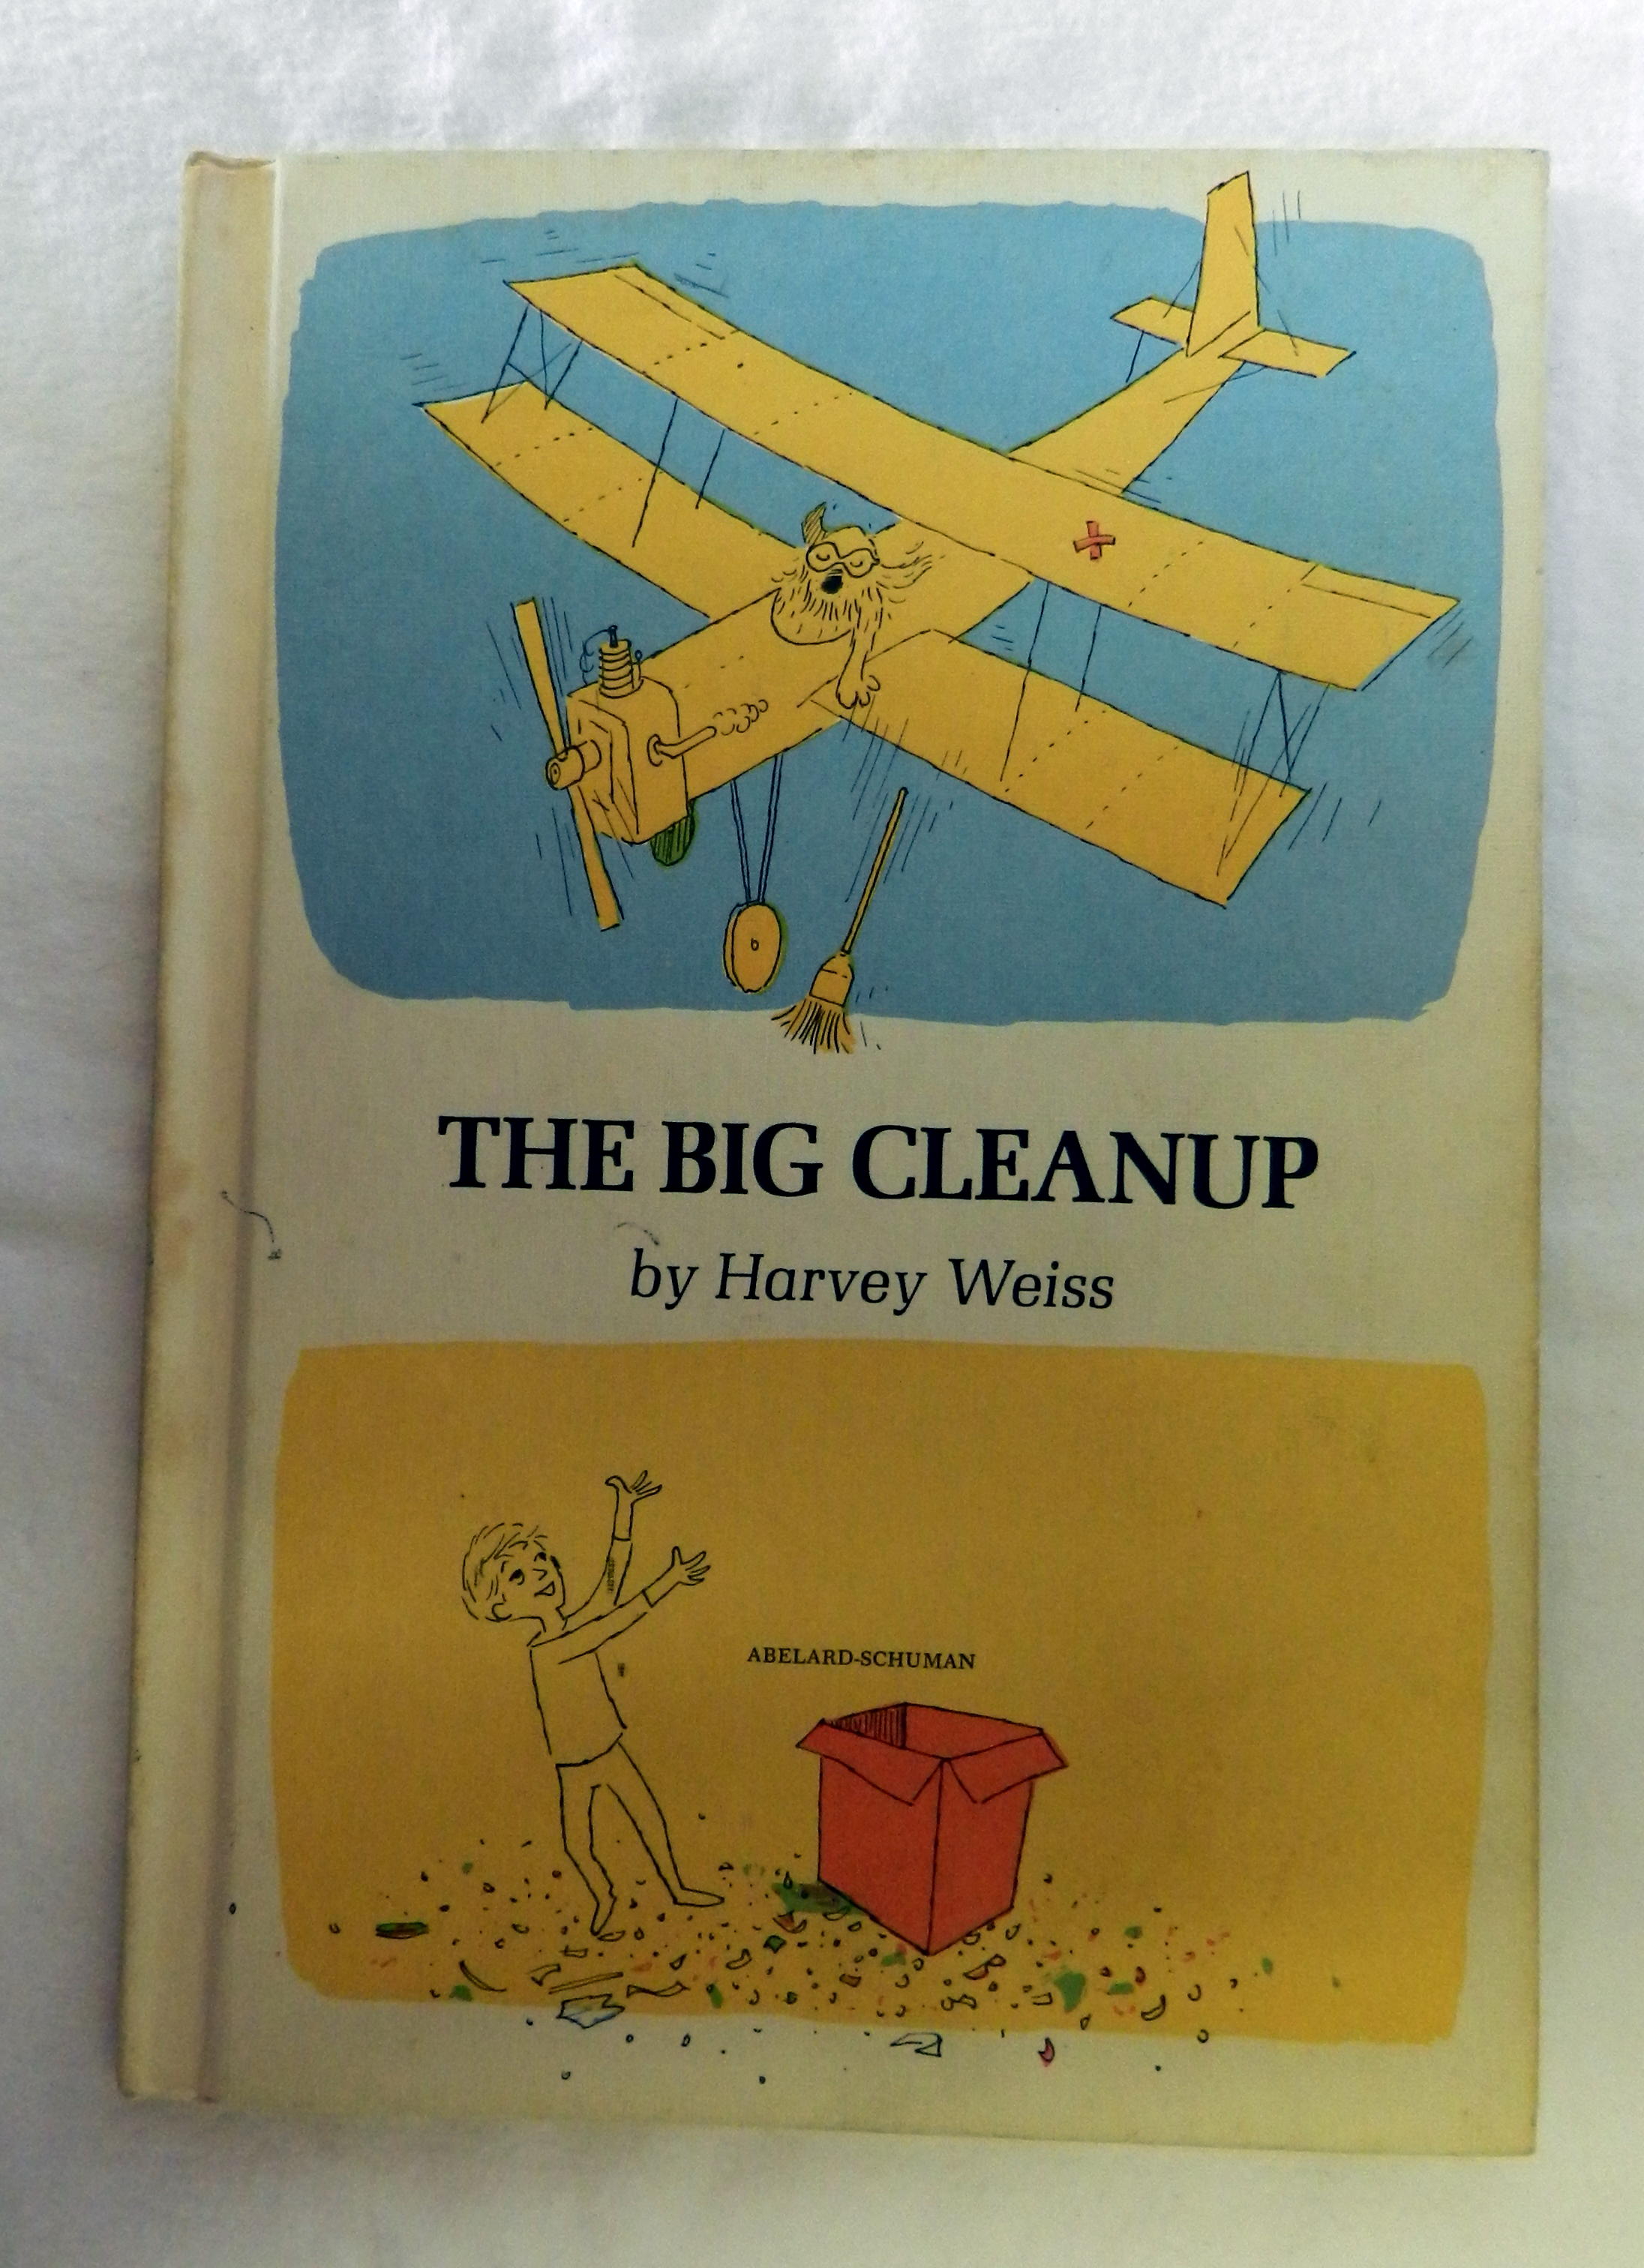 THE BIG CLEANUP
by Harvey Weiss
ABELARD-SCHUMAN